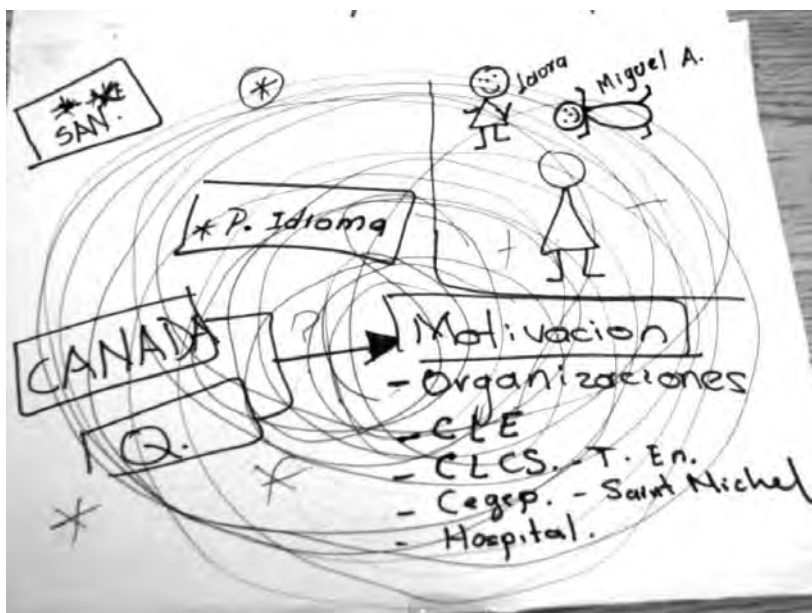 SAN.
Idora
Miguel A.
* P. Idioma
CANADA
Q.
?
Motivacion
- Organizaciones
- CLE
- CLCS. - T. En.
- Cegep. - Saint Michel
- Hospital.